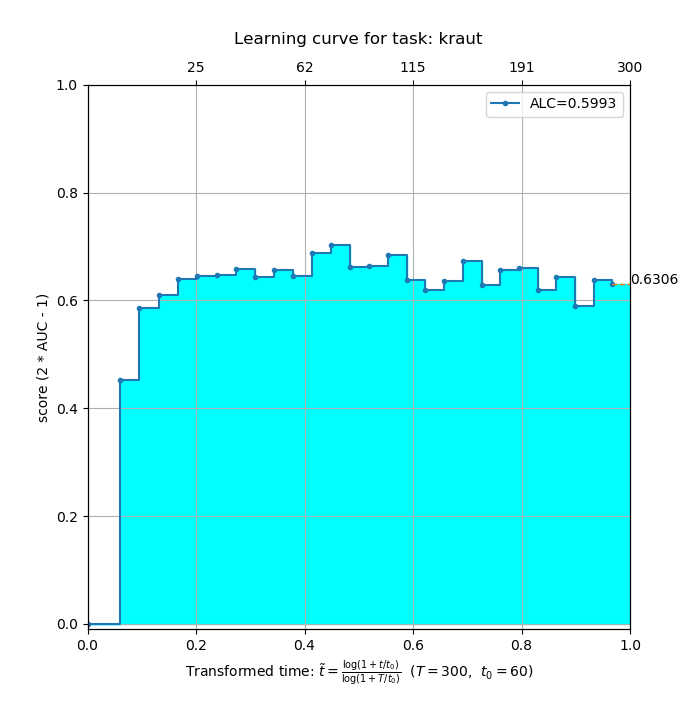 Learning curve for task: kraut
25 62 115 191 300
1.0
ALC=0.5993
0.8
0.6306
0.6
score (2 * AUC - 1)
0.4
0.2
0.0
0.0 0.2 0.4 0.6 0.8 1.0
Transformed time: t̃ = log(1 + t/t₀) / log(1 + T/t₀) (T = 300, t₀ = 60)